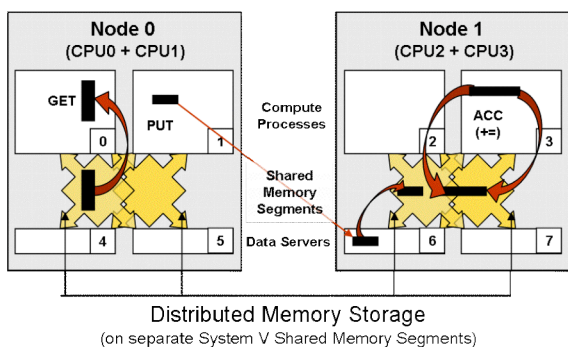 Node 0
(CPU0 + CPU1)
Node 1
(CPU2 + CPU3)
GET
PUT
0
1
Compute
Processes
ACC
(+=)
2
3
Shared
Memory
Segments
Data Servers
4
5
6
7
Distributed Memory Storage
(on separate System V Shared Memory Segments)